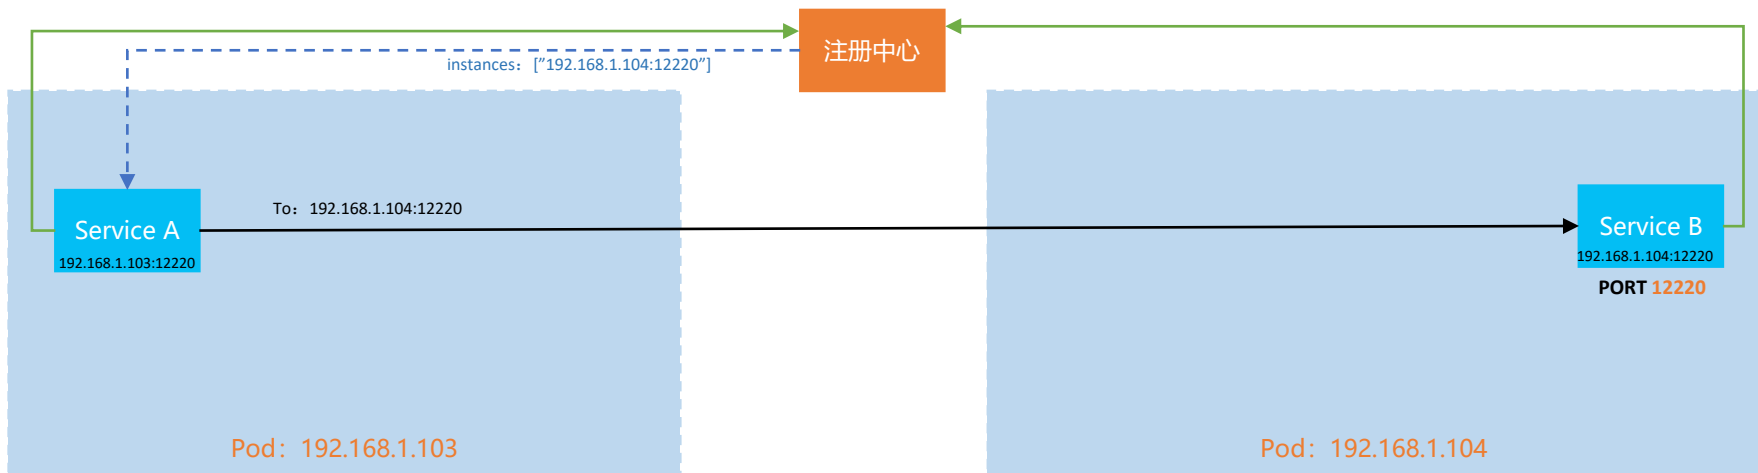 注册中心
instances：["192.168.1.104:12220"]
To：192.168.1.104:12220
Service A
192.168.1.103:12220
Service B
192.168.1.104:12220
PORT 12220
Pod：192.168.1.103
Pod：192.168.1.104